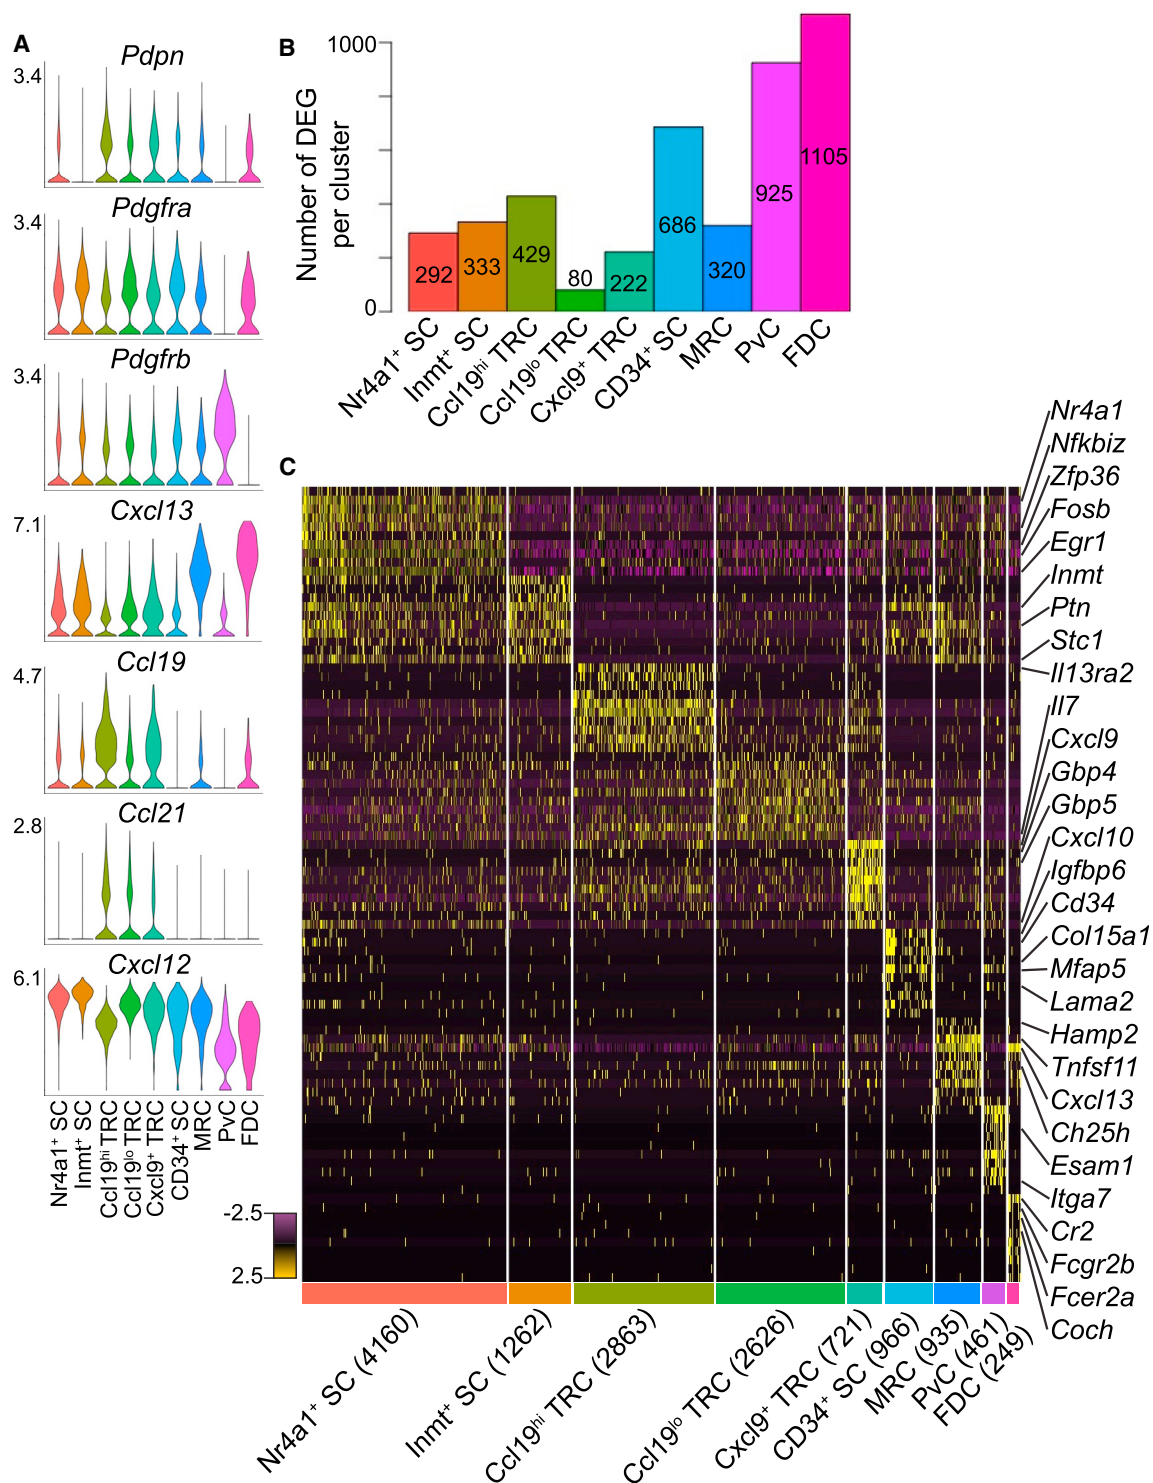 A
Pdpn
3.4
Pdgfra
3.4
Pdgfrb
3.4
Cxcl13
7.1
Ccl19
4.7
Ccl21
2.8
Cxcl12
6.1
Nr4a1⁺ SC
Inmt⁺ SC
Ccl19ʰⁱ TRC
Ccl19ˡᵒ TRC
Cxcl9⁺ TRC
CD34⁺ SC
MRC
PvC
FDC
B
Number of DEG
per cluster
1000
0
292
333
429
80
222
686
320
925
1105
Nr4a1⁺ SC
Inmt⁺ SC
Ccl19ʰⁱ TRC
Ccl19ˡᵒ TRC
Cxcl9⁺ TRC
CD34⁺ SC
MRC
PvC
FDC
C
Nr4a1
Nfkbiz
Zfp36
Fosb
Egr1
Inmt
Ptn
Stc1
Il13ra2
Il7
Cxcl9
Gbp4
Gbp5
Cxcl10
Igfbp6
Cd34
Col15a1
Mfap5
Lama2
Hamp2
Tnfsf11
Cxcl13
Ch25h
Esam1
Itga7
Cr2
Fcgr2b
Fcer2a
Coch
-2.5
2.5
Nr4a1⁺ SC (4160)
Inmt⁺ SC (1262)
Ccl19ʰⁱ TRC (2863)
Ccl19ˡᵒ TRC (2626)
Cxcl9⁺ TRC (721)
CD34⁺ SC (966)
MRC (935)
PvC (461)
FDC (249)